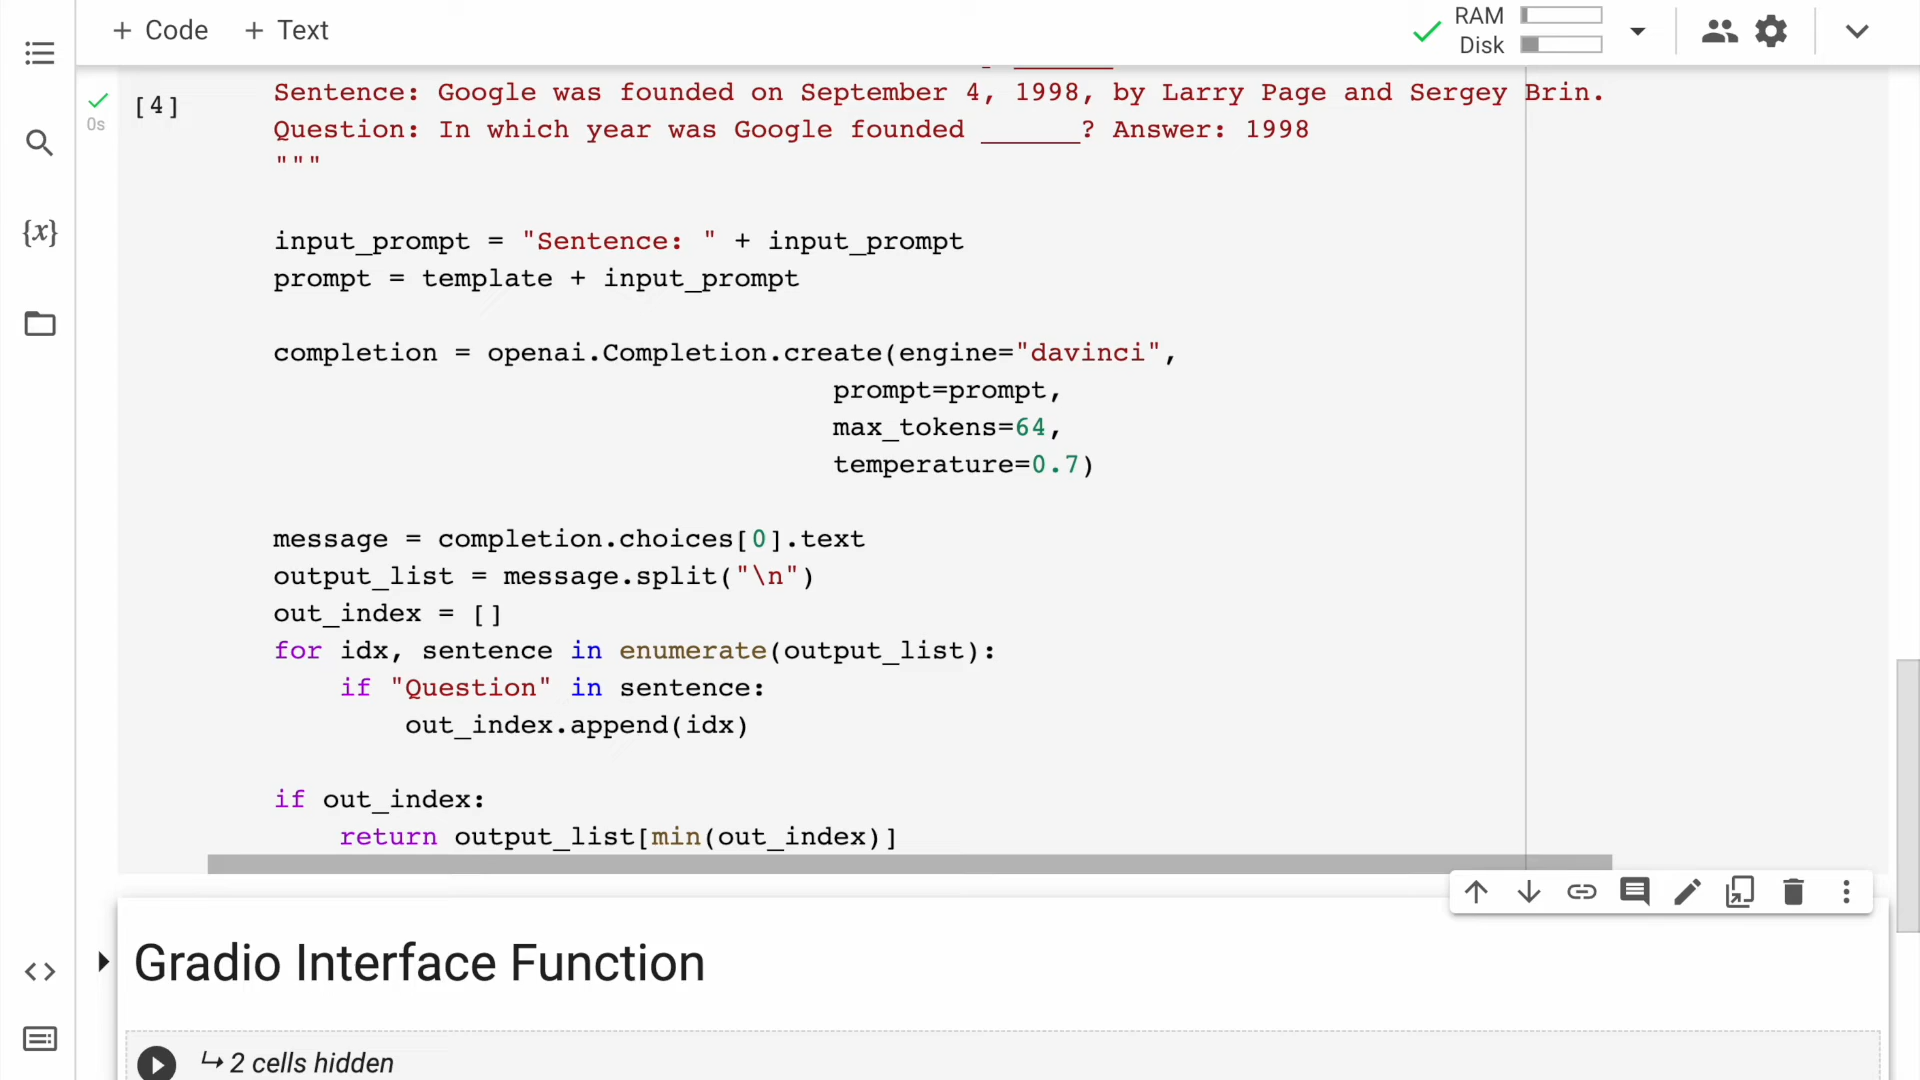 + Code + Text
RAM
Disk
[4]
0s
Sentence: Google was founded on September 4, 1998, by Larry Page and Sergey Brin.
Question: In which year was Google founded ______? Answer: 1998
"""
{x}
input_prompt = "Sentence: " + input_prompt
prompt = template + input_prompt
completion = openai.Completion.create(engine="davinci",
prompt=prompt,
max_tokens=64,
temperature=0.7)
message = completion.choices[0].text
output_list = message.split("\n")
out_index = []
for idx, sentence in enumerate(output_list):
if "Question" in sentence:
out_index.append(idx)
if out_index:
return output_list[min(out_index)]
Gradio Interface Function
2 cells hidden